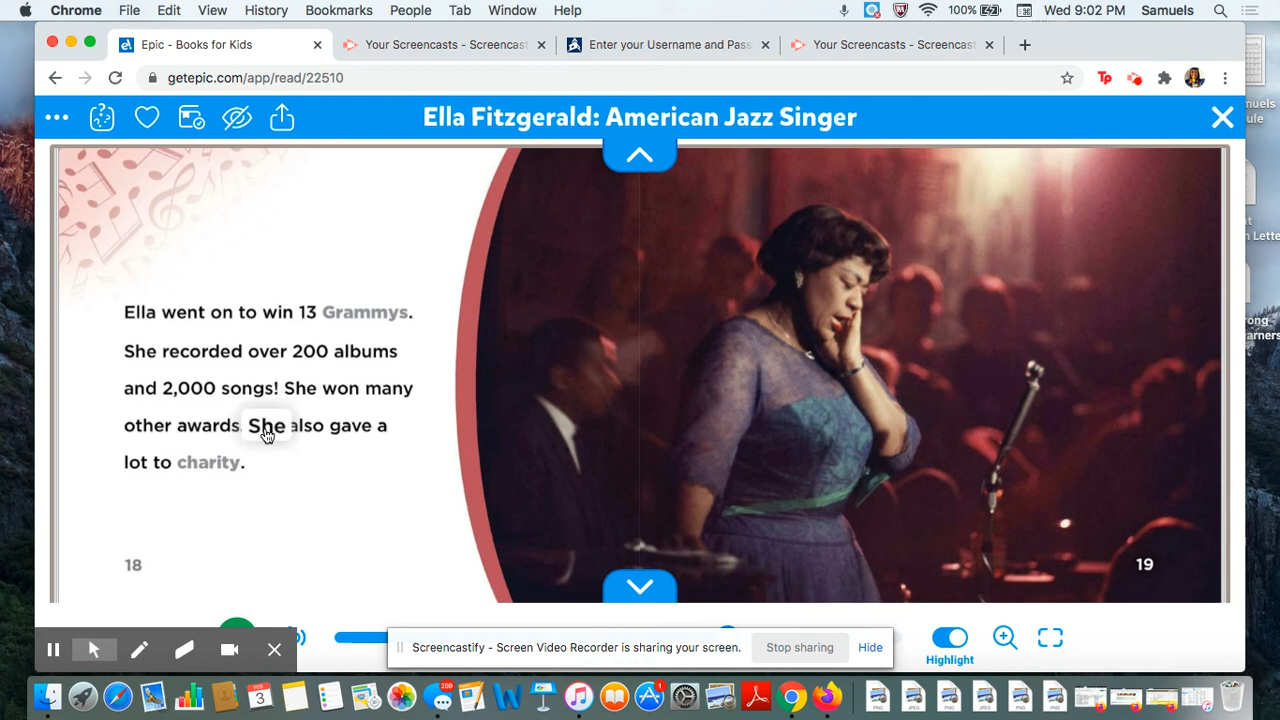 Chrome File Edit View History Bookmarks People Tab Window Help 100% Wed 9:02 PM Samuels
Epic - Books for Kids
Your Screencasts - Screencast
Enter your Username and Pass
Your Screencasts - Screencast
getepic.com/app/read/22510
Tp
Ella Fitzgerald: American Jazz Singer
Ella went on to win 13 Grammys.
She recorded over 200 albums
and 2,000 songs! She won many
other awards. She also gave a
lot to charity.
18
19
Screencastify - Screen Video Recorder is sharing your screen.
Stop sharing
Hide
Highlight